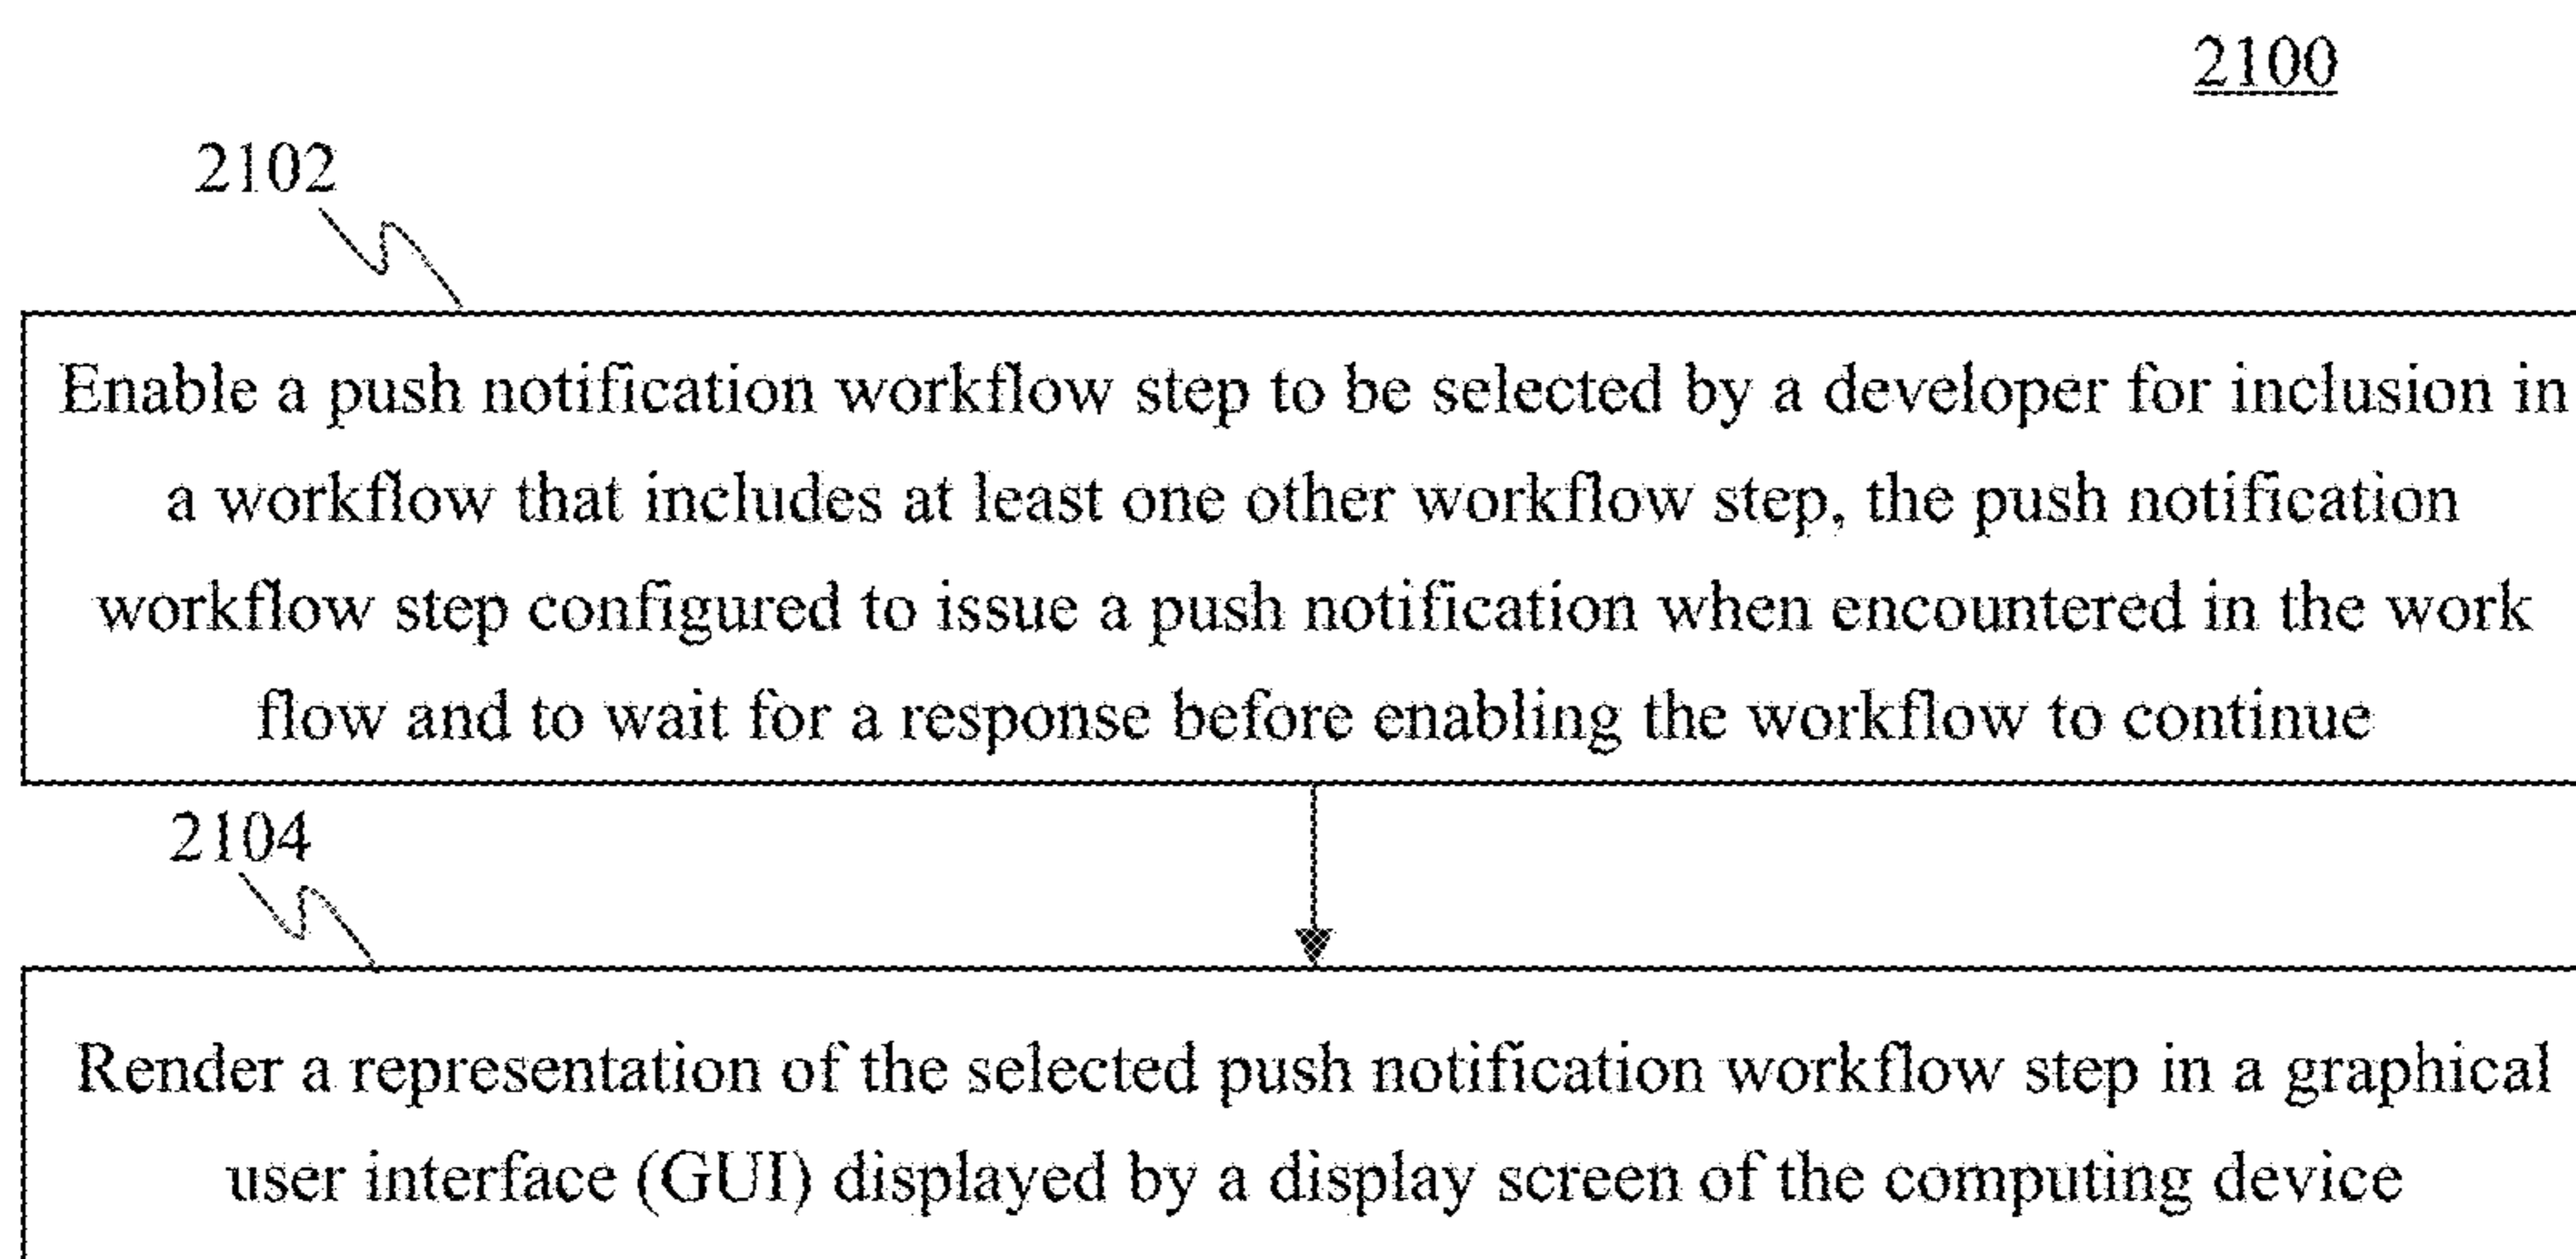 2100
2102
Enable a push notification workflow step to be selected by a developer for inclusion in
a workflow that includes at least one other workflow step, the push notification
workflow step configured to issue a push notification when encountered in the work
flow and to wait for a response before enabling the workflow to continue
2104
Render a representation of the selected push notification workflow step in a graphical
user interface (GUI) displayed by a display screen of the computing device